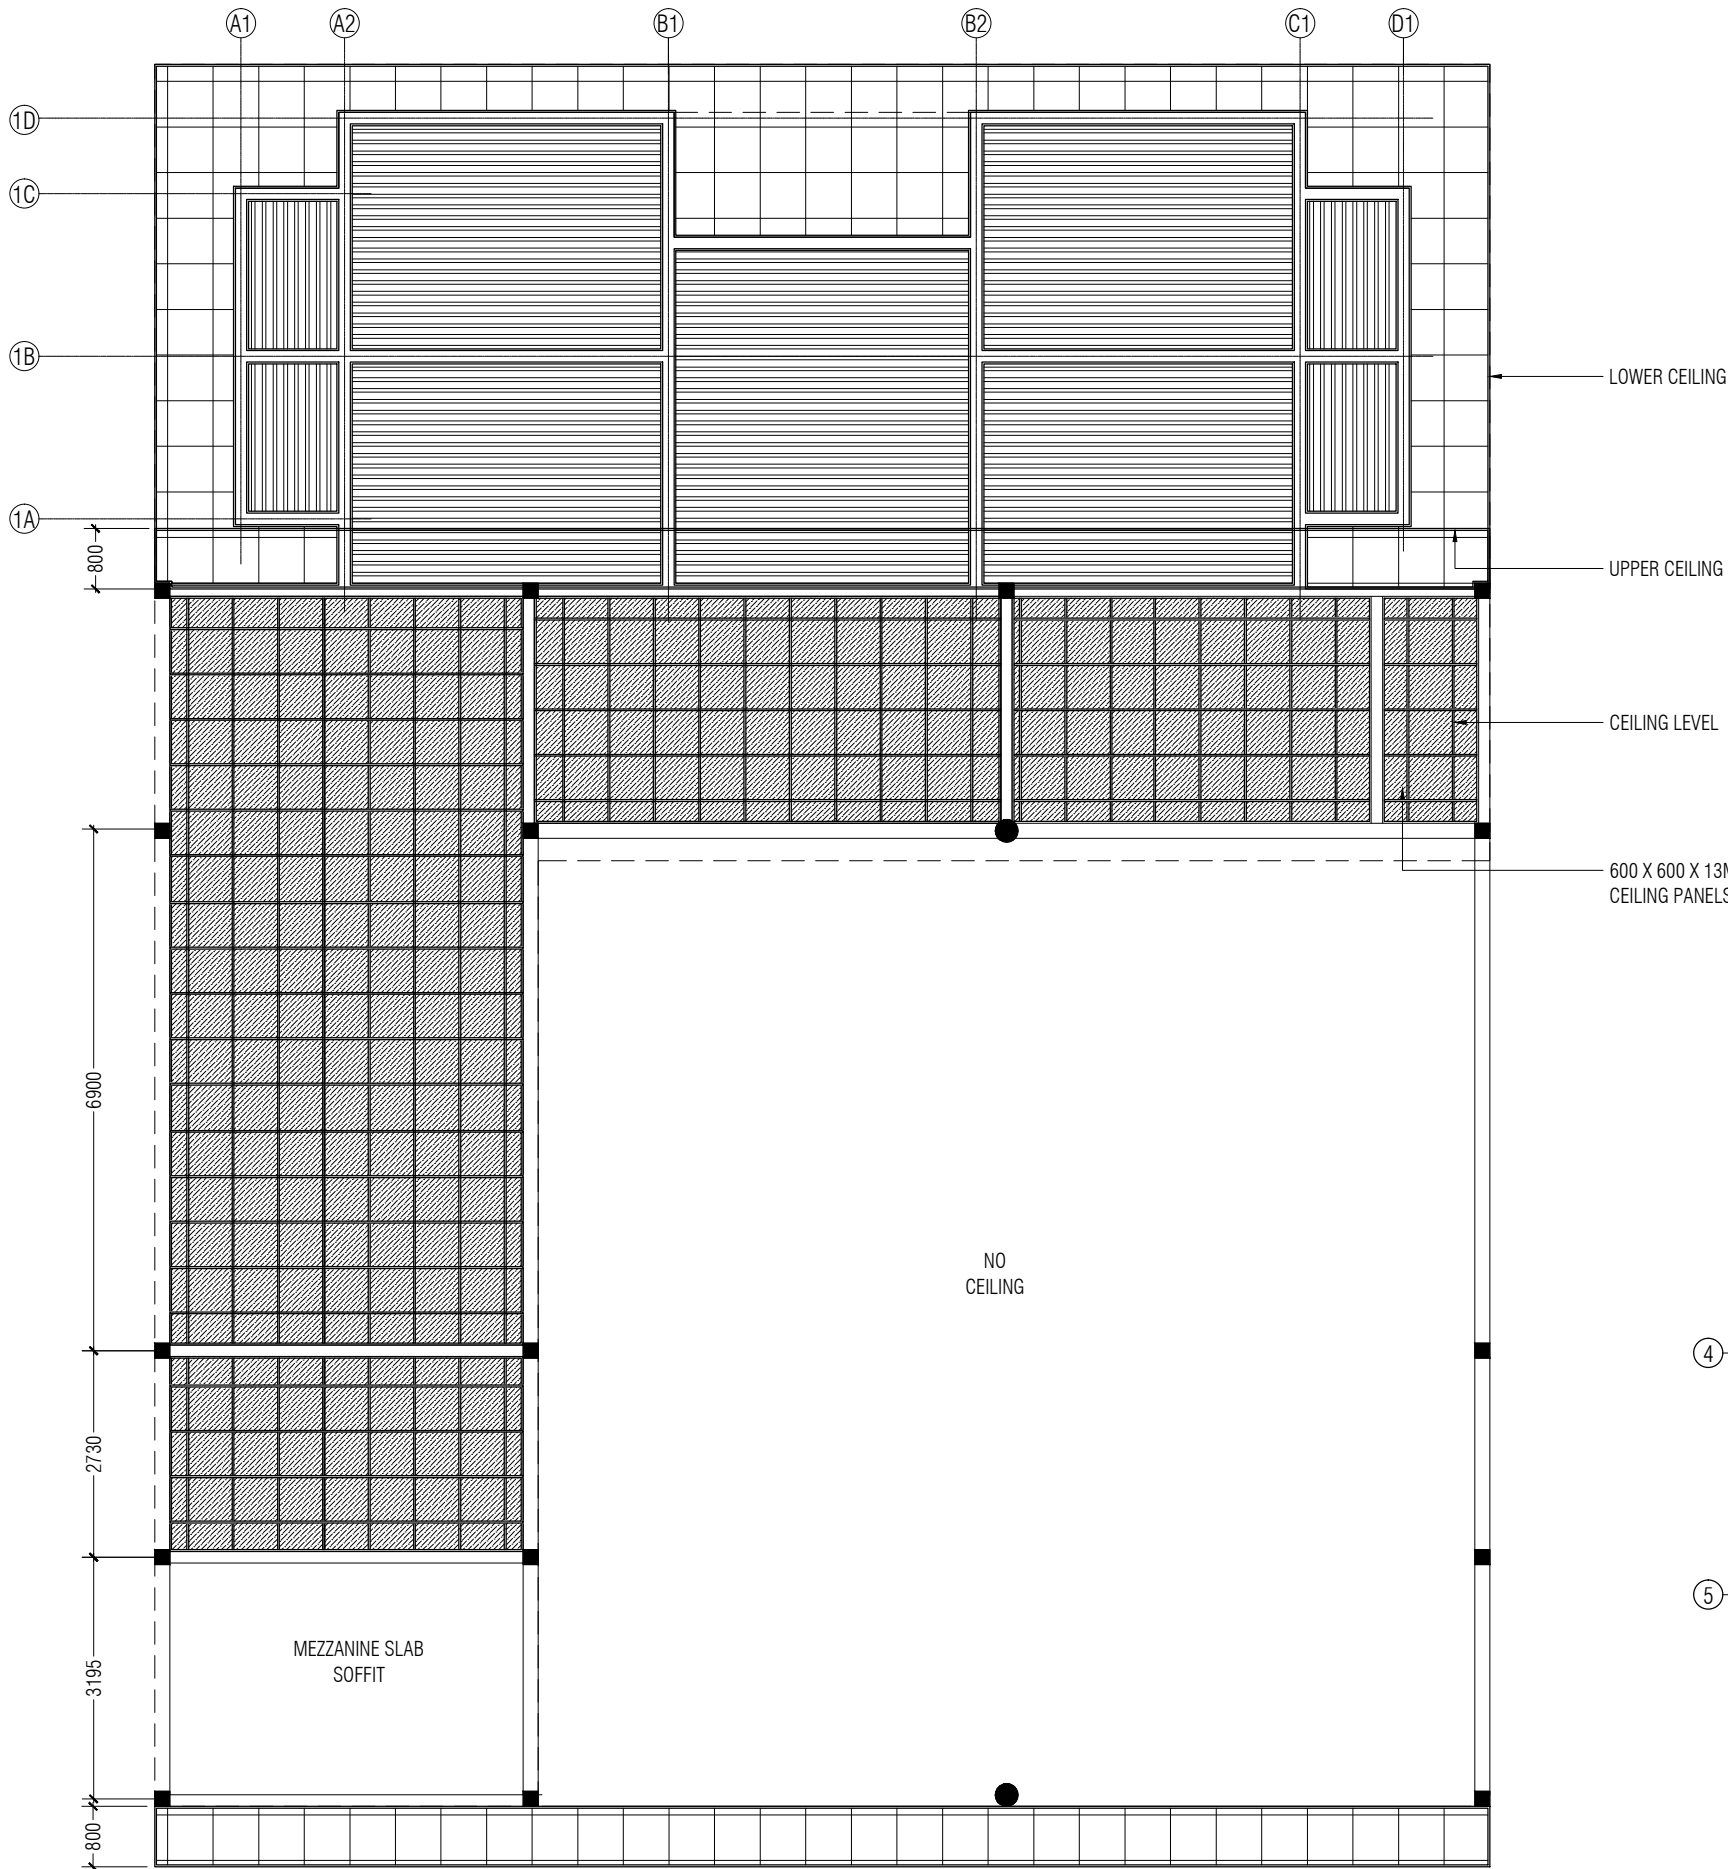 A1
A2
B1
B2
C1
D1
1D
1C
1B
1A
LOWER CEILING
800
UPPER CEILING
CEILING LEVEL
600 X 600 X 13
CEILING PANELS
6900
NO
CEILING
4
2730
5
MEZZANINE SLAB
SOFFIT
3195
800